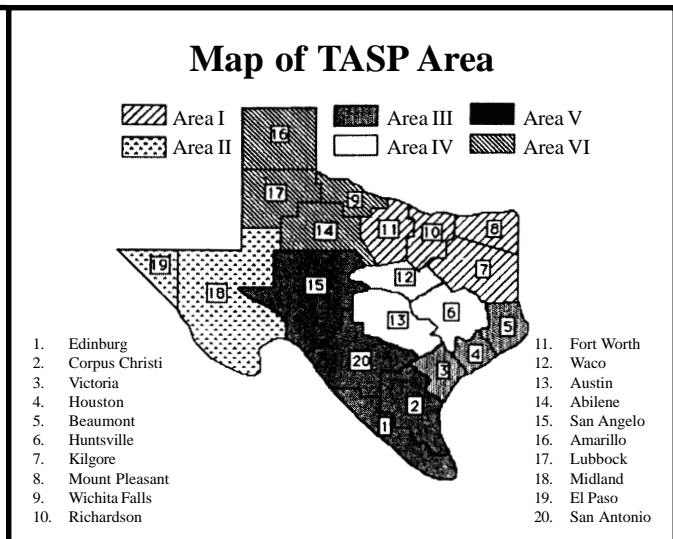 Map of TASP Area
Area I
Area III
Area V
Area II
Area IV
Area VI
16
17
9
14
11
10
8
7
19
18
15
12
13
6
5
4
3
20
2
1
1. Edinburg
2. Corpus Christi
3. Victoria
4. Houston
5. Beaumont
6. Huntsville
7. Kilgore
8. Mount Pleasant
9. Wichita Falls
10. Richardson
11. Fort Worth
12. Waco
13. Austin
14. Abilene
15. San Angelo
16. Amarillo
17. Lubbock
18. Midland
19. El Paso
20. San Antonio